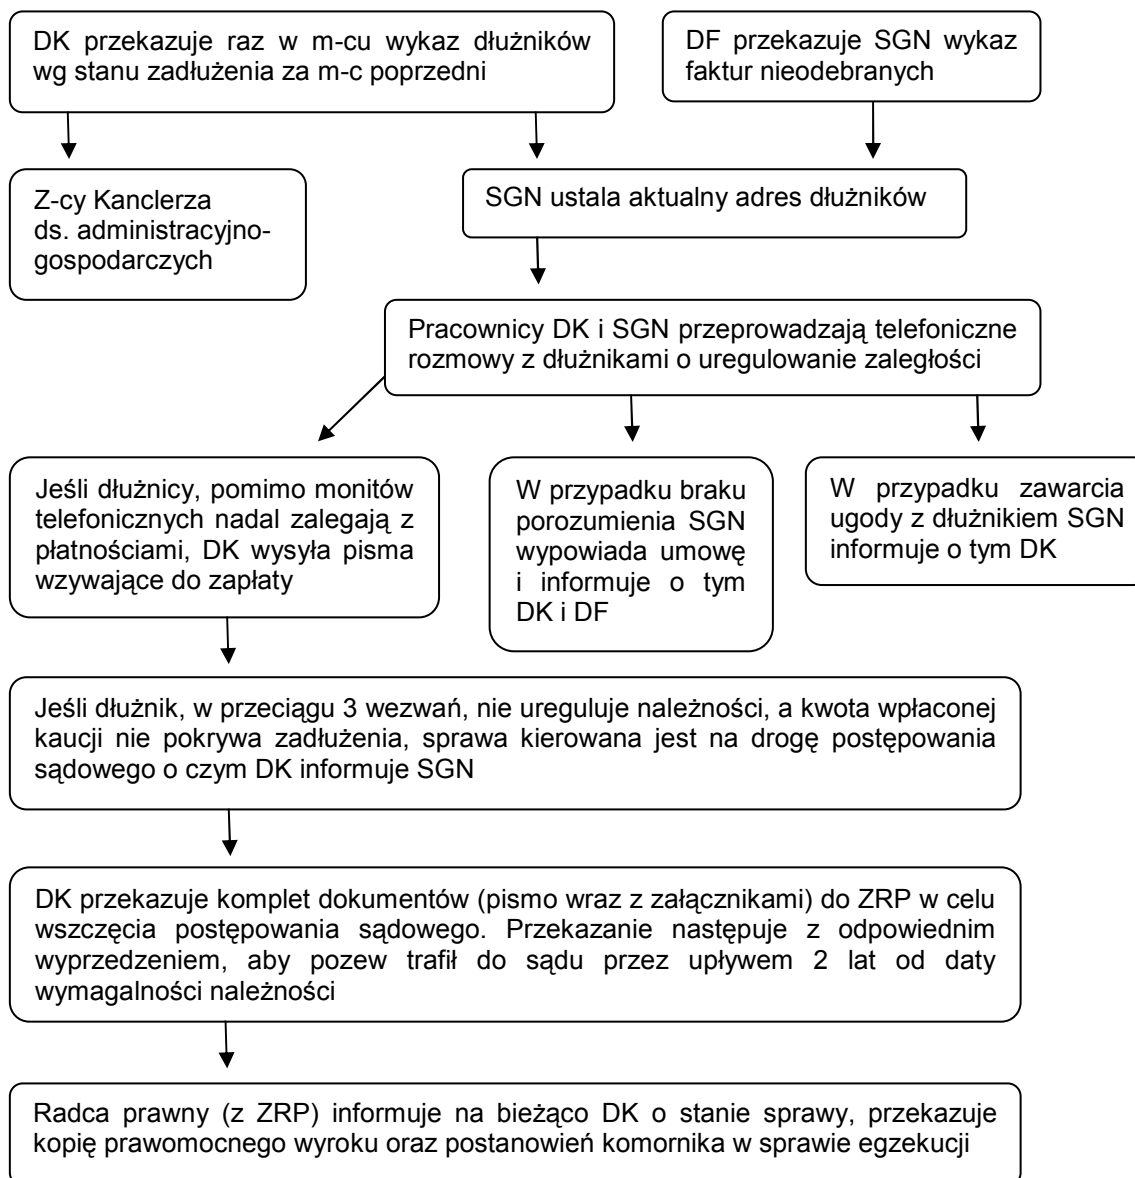 DK przekazuje raz w m-cu wykaz dłużników
wg stanu zadłużenia za m-c poprzedni
DF przekazuje SGN wykaz
faktur nieodebranych
Z-cy Kanclerza
ds. administracyjno-
gospodarczych
SGN ustala aktualny adres dłużników
Pracownicy DK i SGN przeprowadzają telefoniczne
rozmowy z dłużnikami o uregulowanie zaległości
Jeśli dłużnicy, pomimo monitów
telefonicznych nadal zalegają z
płatnościami, DK wysyła pisma
wzywające do zapłaty
W przypadku braku
porozumienia SGN
wypowiada umowę
i informuje o tym
DK i DF
W przypadku zawarcia
ugody z dłużnikiem SGN
informuje o tym DK
Jeśli dłużnik, w przeciągu 3 wezwań, nie ureguluje należności, a kwota wpłaconej
kaucji nie pokrywa zadłużenia, sprawa kierowana jest na drogę postępowania
sądowego o czym DK informuje SGN
DK przekazuje komplet dokumentów (pismo wraz z załącznikami) do ZRP w celu
wszczęcia postępowania sądowego. Przekazanie następuje z odpowiednim
wyprzedzeniem, aby pozew trafił do sądu przez upływem 2 lat od daty
wymagalności należności
Radca prawny (z ZRP) informuje na bieżąco DK o stanie sprawy, przekazuje
kopię prawomocnego wyroku oraz postanowień komornika w sprawie egzekucji